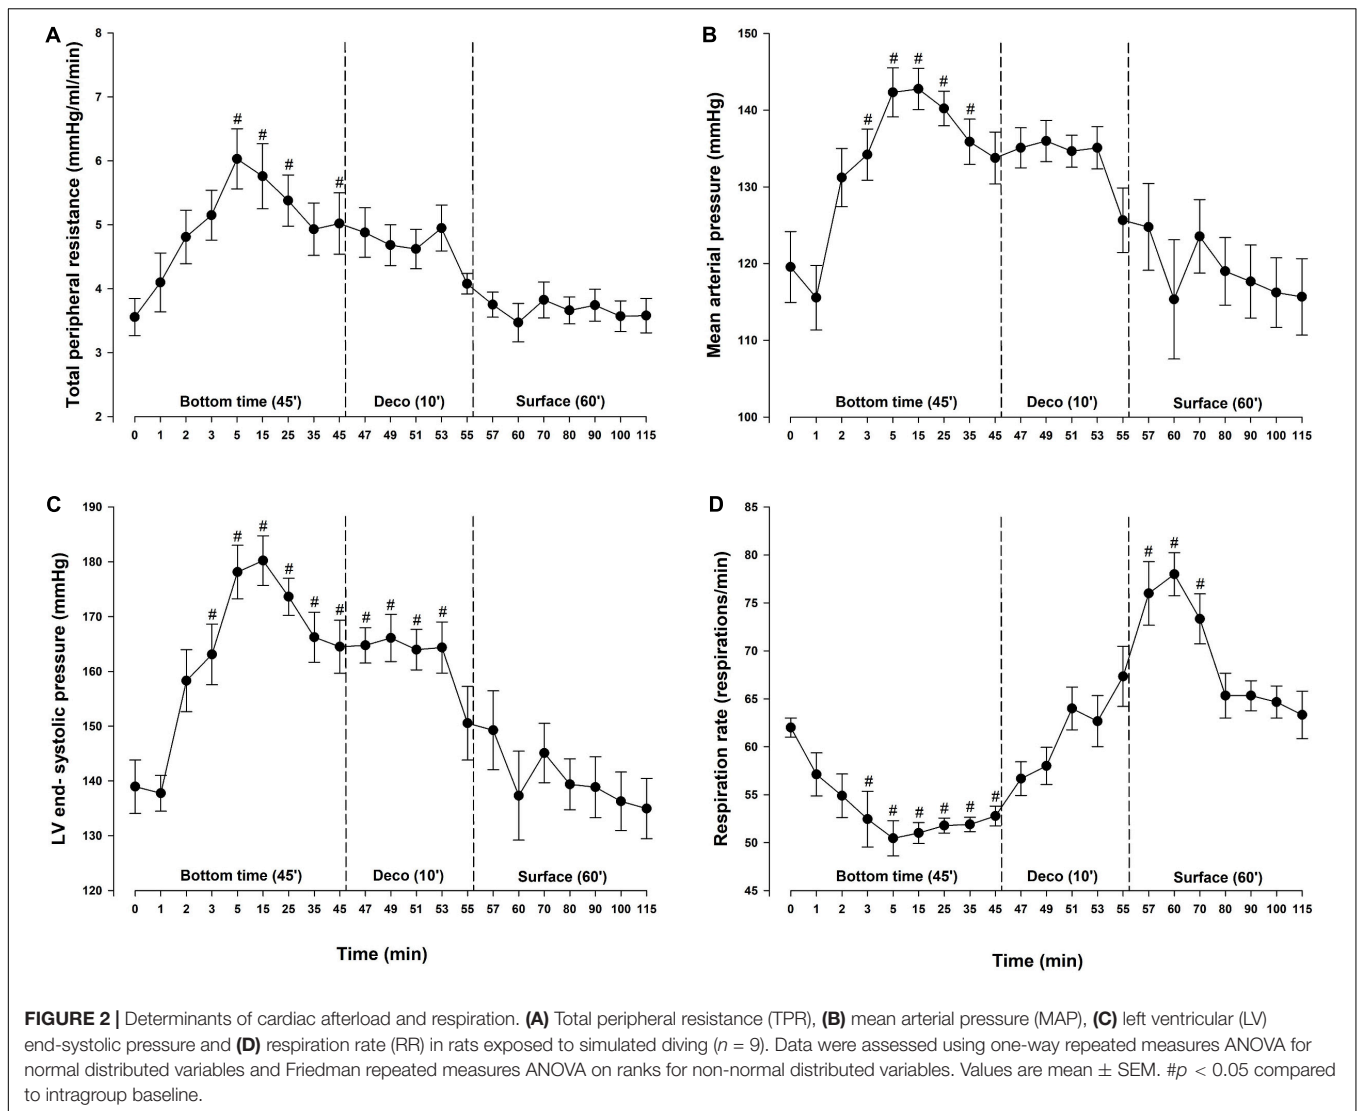 A
Total peripheral resistance (mmHg/ml/min)
8
7
6
5
4
3
2
# # # #
Bottom time (45') Deco (10') Surface (60')
0 1 2 3 5 15 25 35 45 47 49 51 53 55 57 60 70 80 90 100 115
B
Mean arterial pressure (mmHg)
150
140
130
120
110
100
# # # # #
Bottom time (45') Deco (10') Surface (60')
0 1 2 3 5 15 25 35 45 47 49 51 53 55 57 60 70 80 90 100 115
C
LV end- systolic pressure (mmHg)
190
180
170
160
150
140
130
120
# # # # # # # # # #
Bottom time (45') Deco (10') Surface (60')
0 1 2 3 5 15 25 35 45 47 49 51 53 55 57 60 70 80 90 100 115
Time (min)
D
Respiration rate (respirations/min)
85
80
75
70
65
60
55
50
45
# # # # # # # # #
Bottom time (45') Deco (10') Surface (60')
0 1 2 3 5 15 25 35 45 47 49 51 53 55 57 60 70 80 90 100 115
Time (min)
FIGURE 2 | Determinants of cardiac afterload and respiration. (A) Total peripheral resistance (TPR), (B) mean arterial pressure (MAP), (C) left ventricular (LV)
end-systolic pressure and (D) respiration rate (RR) in rats exposed to simulated diving (n = 9). Data were assessed using one-way repeated measures ANOVA for
normal distributed variables and Friedman repeated measures ANOVA on ranks for non-normal distributed variables. Values are mean ± SEM. #p < 0.05 compared
to intragroup baseline.